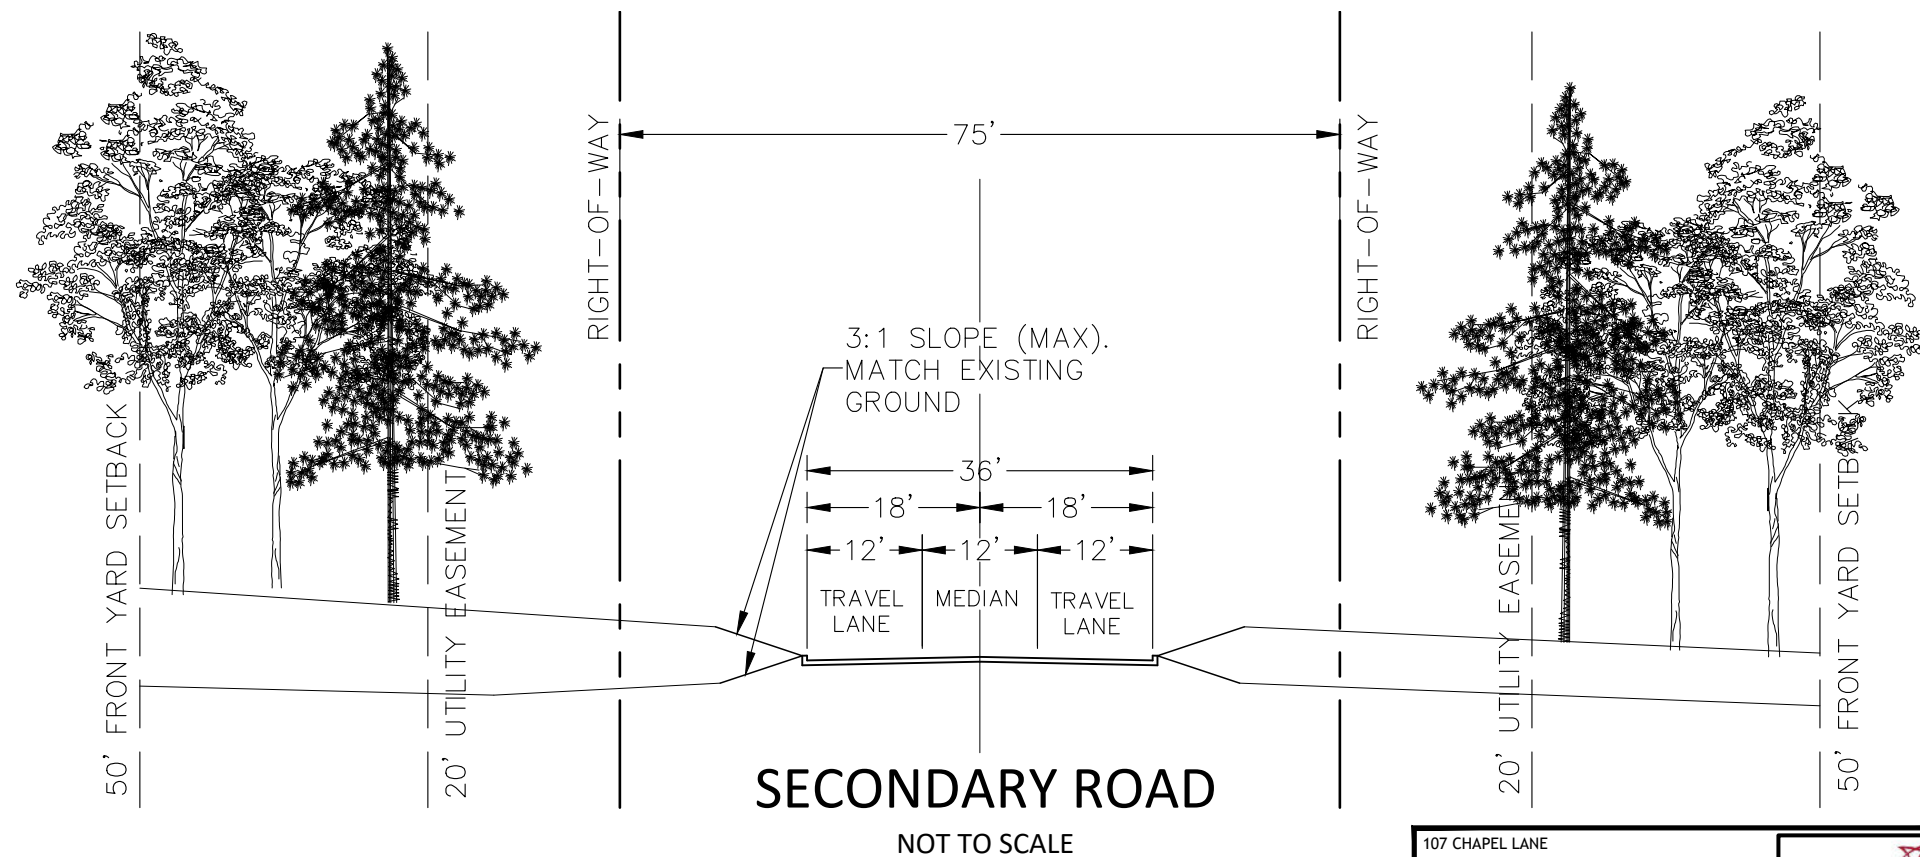 75'
RIGHT-OF-WAY
RIGHT-OF-WAY
3:1 SLOPE (MAX).
MATCH EXISTING
GROUND
36'
18'
18'
12'
12'
12'
TRAVEL
LANE
MEDIAN
TRAVEL
LANE
50' FRONT YARD SETBACK
20' UTILITY EASEMENT
20' UTILITY EASEMENT
50' FRONT YARD SETBACK
SECONDARY ROAD
NOT TO SCALE
107 CHAPEL LANE